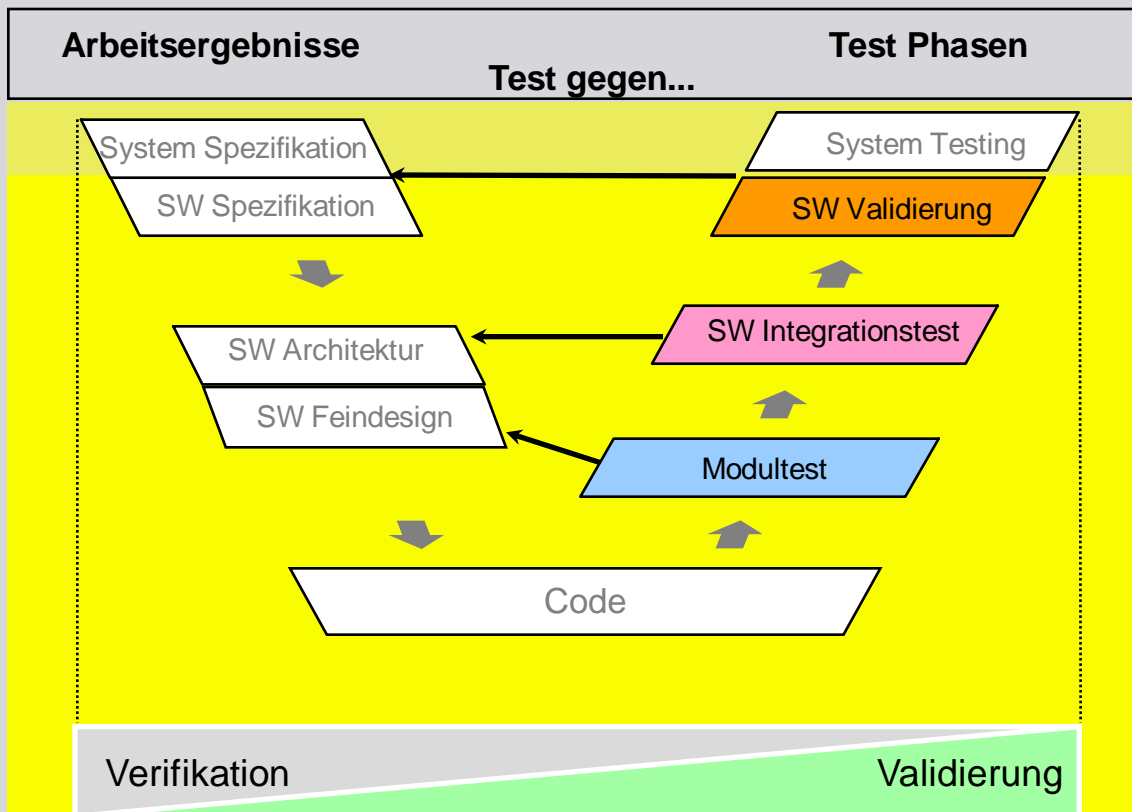 Arbeitsergebnisse
Test Phasen
Test gegen...
System Spezifikation
System Testing
SW Spezifikation
SW Validierung
SW Architektur
SW Integrationstest
SW Feindesign
Modultest
Code
Verifikation
Validierung